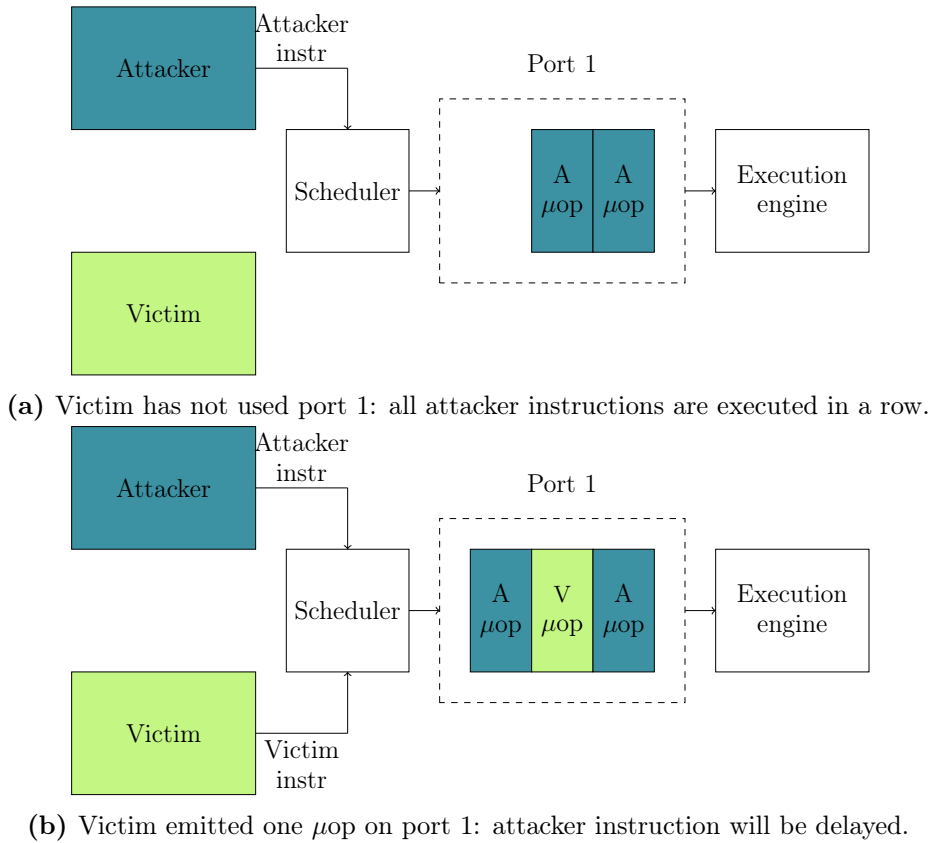 Attacker
instr
Attacker
Port 1
Scheduler
A
μop
A
μop
Execution
engine
Victim
(a) Victim has not used port 1: all attacker instructions are executed in a row.
Attacker
instr
Attacker
Port 1
Scheduler
A
μop
V
μop
A
μop
Execution
engine
Victim
Victim
instr
(b) Victim emitted one μop on port 1: attacker instruction will be delayed.